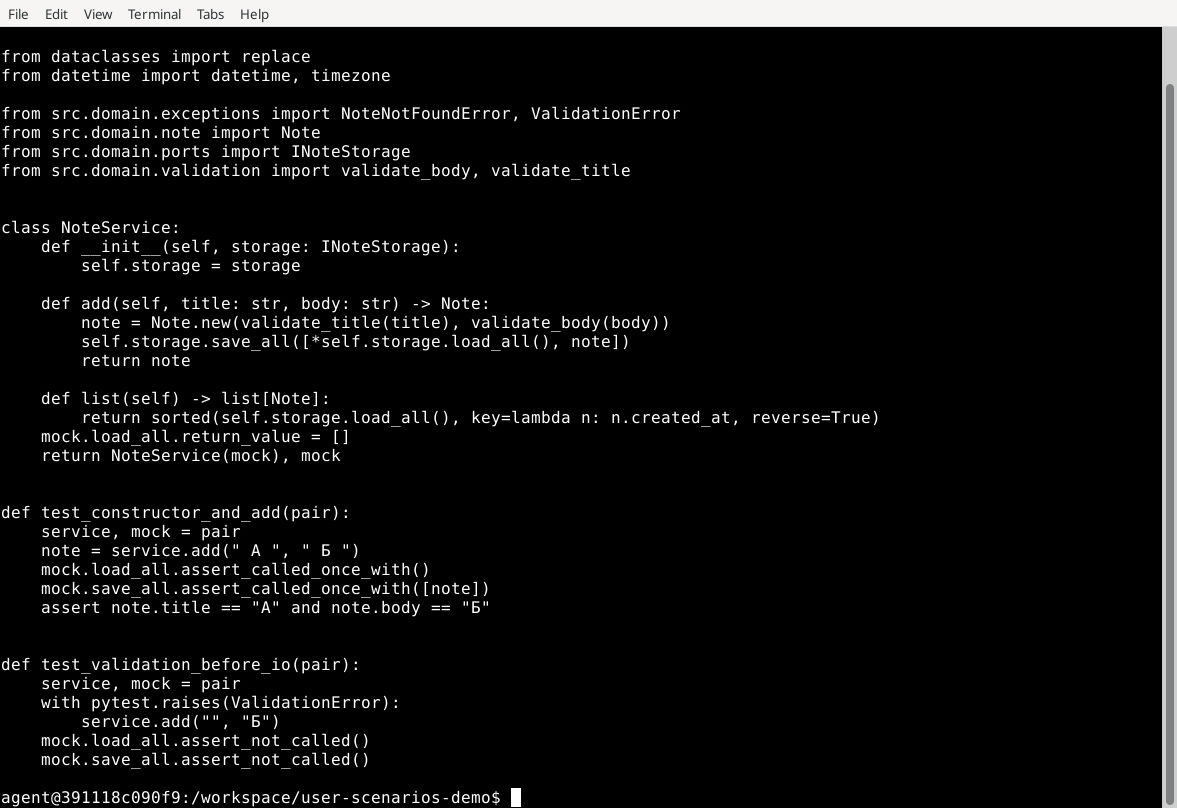 File Edit View Terminal Tabs Help
from dataclasses import replace
from datetime import datetime, timezone
from src.domain.exceptions import NoteNotFoundError, ValidationError
from src.domain.note import Note
from src.domain.ports import INoteStorage
from src.domain.validation import validate_body, validate_title
class NoteService:
    def __init__(self, storage: INoteStorage):
        self.storage = storage
    def add(self, title: str, body: str) -> Note:
        note = Note.new(validate_title(title), validate_body(body))
        self.storage.save_all([*self.storage.load_all(), note])
        return note
    def list(self) -> list[Note]:
        return sorted(self.storage.load_all(), key=lambda n: n.created_at, reverse=True)
    mock.load_all.return_value = []
    return NoteService(mock), mock
def test_constructor_and_add(pair):
    service, mock = pair
    note = service.add(" А ", " Б ")
    mock.load_all.assert_called_once_with()
    mock.save_all.assert_called_once_with([note])
    assert note.title == "А" and note.body == "Б"
def test_validation_before_io(pair):
    service, mock = pair
    with pytest.raises(ValidationError):
        service.add("", "Б")
    mock.load_all.assert_not_called()
    mock.save_all.assert_not_called()
agent@391118c090f9:/workspace/user-scenarios-demo$